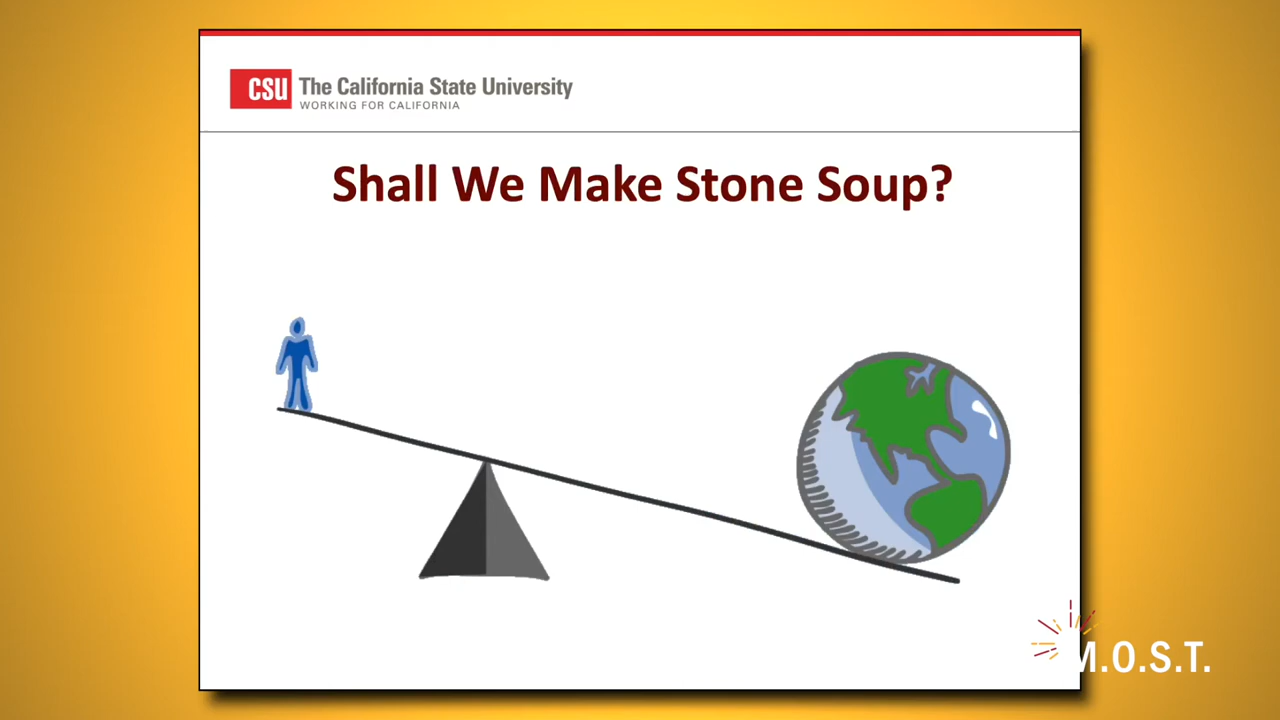 CSU The California State University
WORKING FOR CALIFORNIA
Shall We Make Stone Soup?
M.O.S.T.